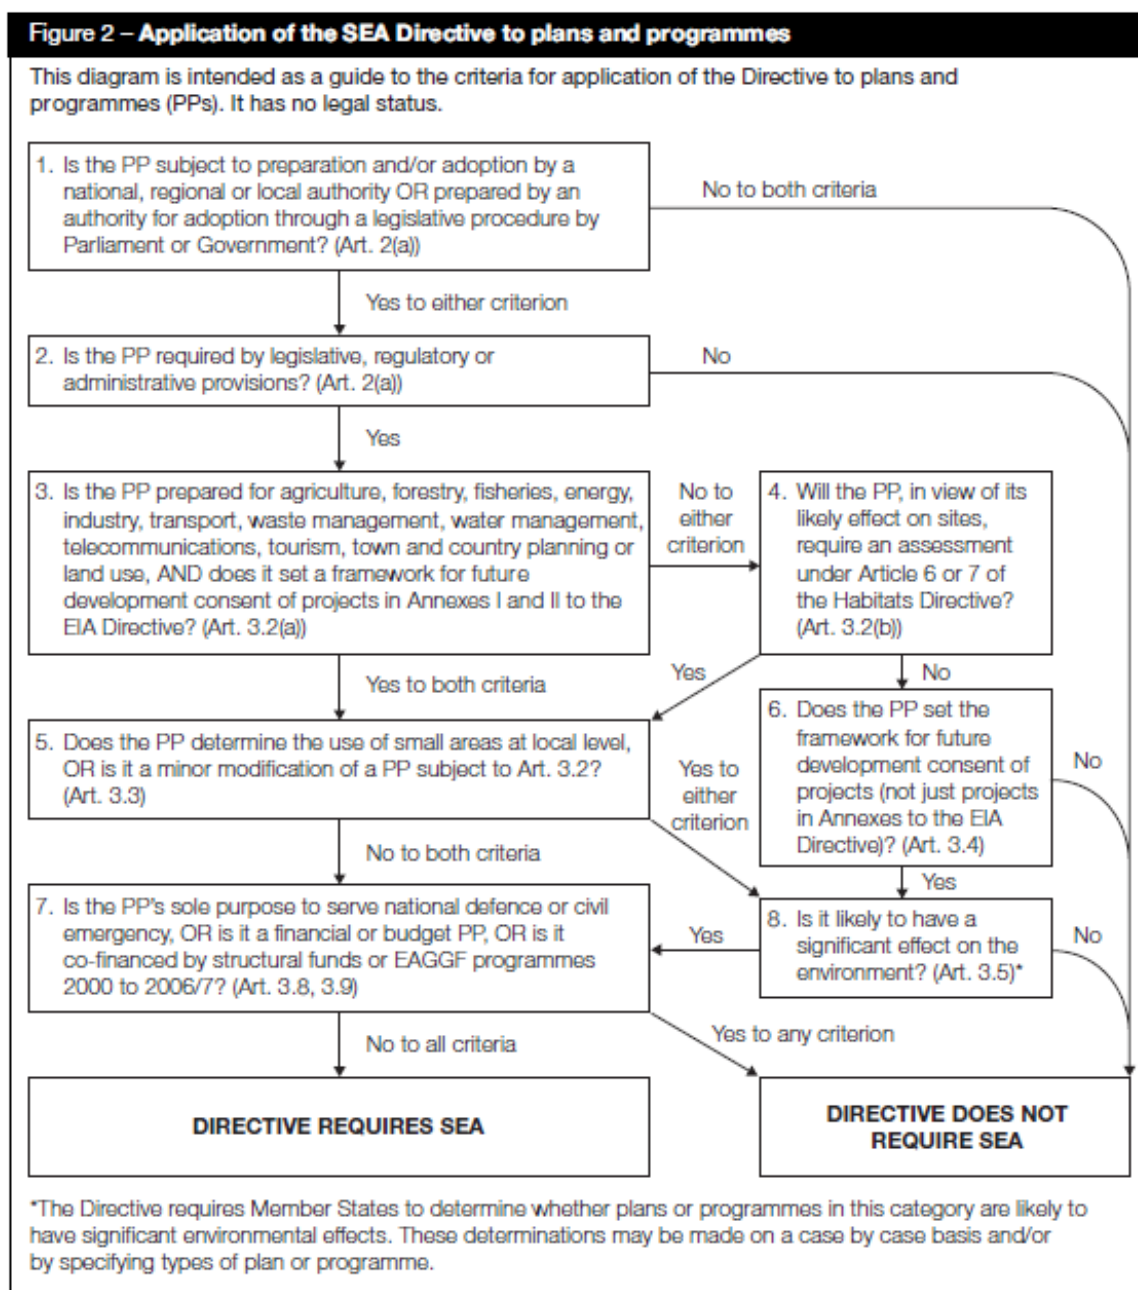 Figure 2 – Application of the SEA Directive to plans and programmes
This diagram is intended as a guide to the criteria for application of the Directive to plans and
programmes (PPs). It has no legal status.
1. Is the PP subject to preparation and/or adoption by a
national, regional or local authority OR prepared by an
authority for adoption through a legislative procedure by
Parliament or Government? (Art. 2(a))
No to both criteria
Yes to either criterion
2. Is the PP required by legislative, regulatory or
administrative provisions? (Art. 2(a))
No
Yes
3. Is the PP prepared for agriculture, forestry, fisheries, energy,
industry, transport, waste management, water management,
telecommunications, tourism, town and country planning or
land use, AND does it set a framework for future
development consent of projects in Annexes I and II to the
EIA Directive? (Art. 3.2(a))
No to
either
criterion
4. Will the PP, in view of its
likely effect on sites,
require an assessment
under Article 6 or 7 of
the Habitats Directive?
(Art. 3.2(b))
Yes to both criteria
Yes
No
5. Does the PP determine the use of small areas at local level,
OR is it a minor modification of a PP subject to Art. 3.2?
(Art. 3.3)
Yes to
either
criterion
6. Does the PP set the
framework for future
development consent of
projects (not just projects
in Annexes to the EIA
Directive)? (Art. 3.4)
No
No to both criteria
Yes
7. Is the PP's sole purpose to serve national defence or civil
emergency, OR is it a financial or budget PP, OR is it
co-financed by structural funds or EAGGF programmes
2000 to 2006/7? (Art. 3.8, 3.9)
Yes
8. Is it likely to have a
significant effect on the
environment? (Art. 3.5)*
No
No to all criteria
Yes to any criterion
DIRECTIVE REQUIRES SEA
DIRECTIVE DOES NOT
REQUIRE SEA
*The Directive requires Member States to determine whether plans or programmes in this category are likely to
have significant environmental effects. These determinations may be made on a case by case basis and/or
by specifying types of plan or programme.